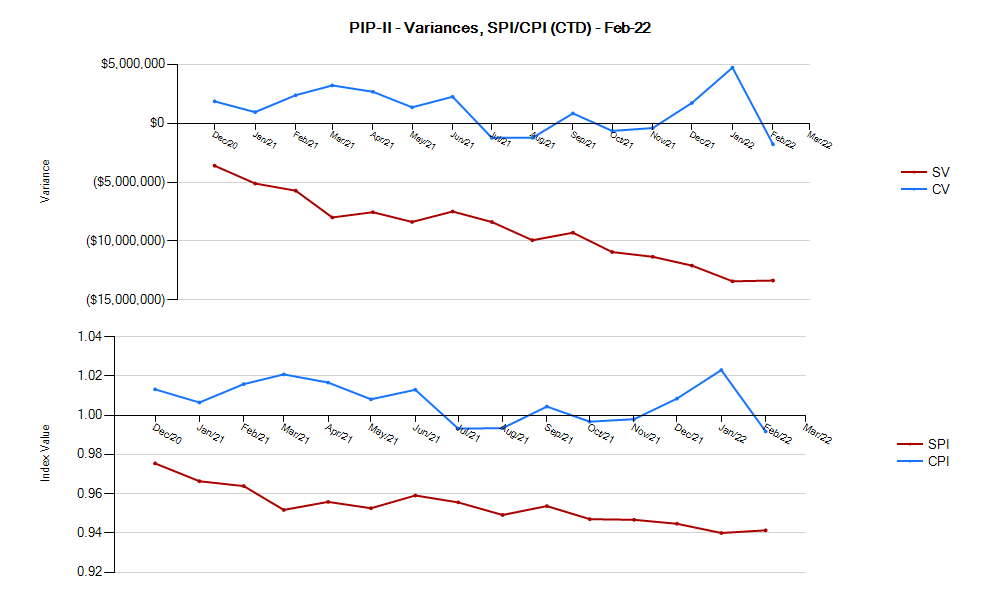 PIP-II - Variances, SPI/CPI (CTD) - Feb-22
$5,000,000
$0
($5,000,000)
($10,000,000)
($15,000,000)
Variance
Dec/20 Jan/21 Feb/21 Mar/21 Apr/21 May/21 Jun/21 Jul/21 Aug/21 Sep/21 Oct/21 Nov/21 Dec/21 Jan/22 Feb/22 Mar/22
SV
CV
1.04
1.02
1.00
0.98
0.96
0.94
0.92
Index Value
Dec/20 Jan/21 Feb/21 Mar/21 Apr/21 May/21 Jun/21 Jul/21 Aug/21 Sep/21 Oct/21 Nov/21 Dec/21 Jan/22 Feb/22 Mar/22
SPI
CPI